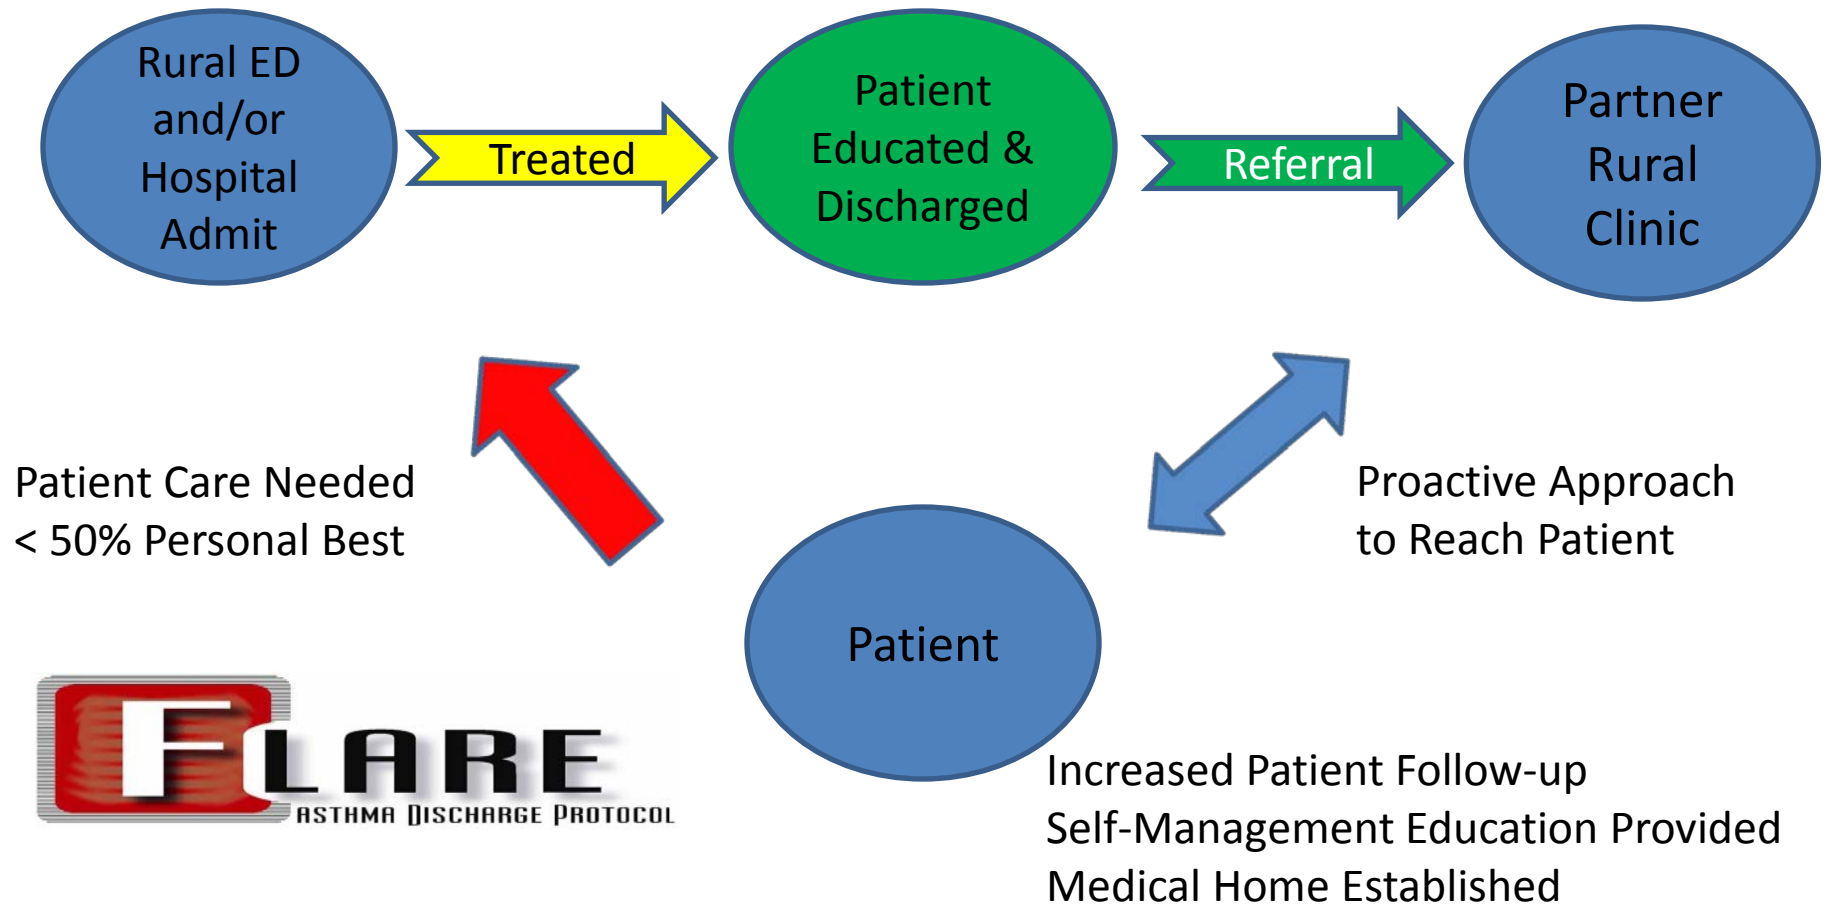 Rural ED
and/or
Hospital
Admit
Treated
Patient
Educated &
Discharged
Referral
Partner
Rural
Clinic
Patient Care Needed
< 50% Personal Best
Proactive Approach
to Reach Patient
Patient
FLARE
ASTHMA DISCHARGE PROTOCOL
Increased Patient Follow-up
Self-Management Education Provided
Medical Home Established